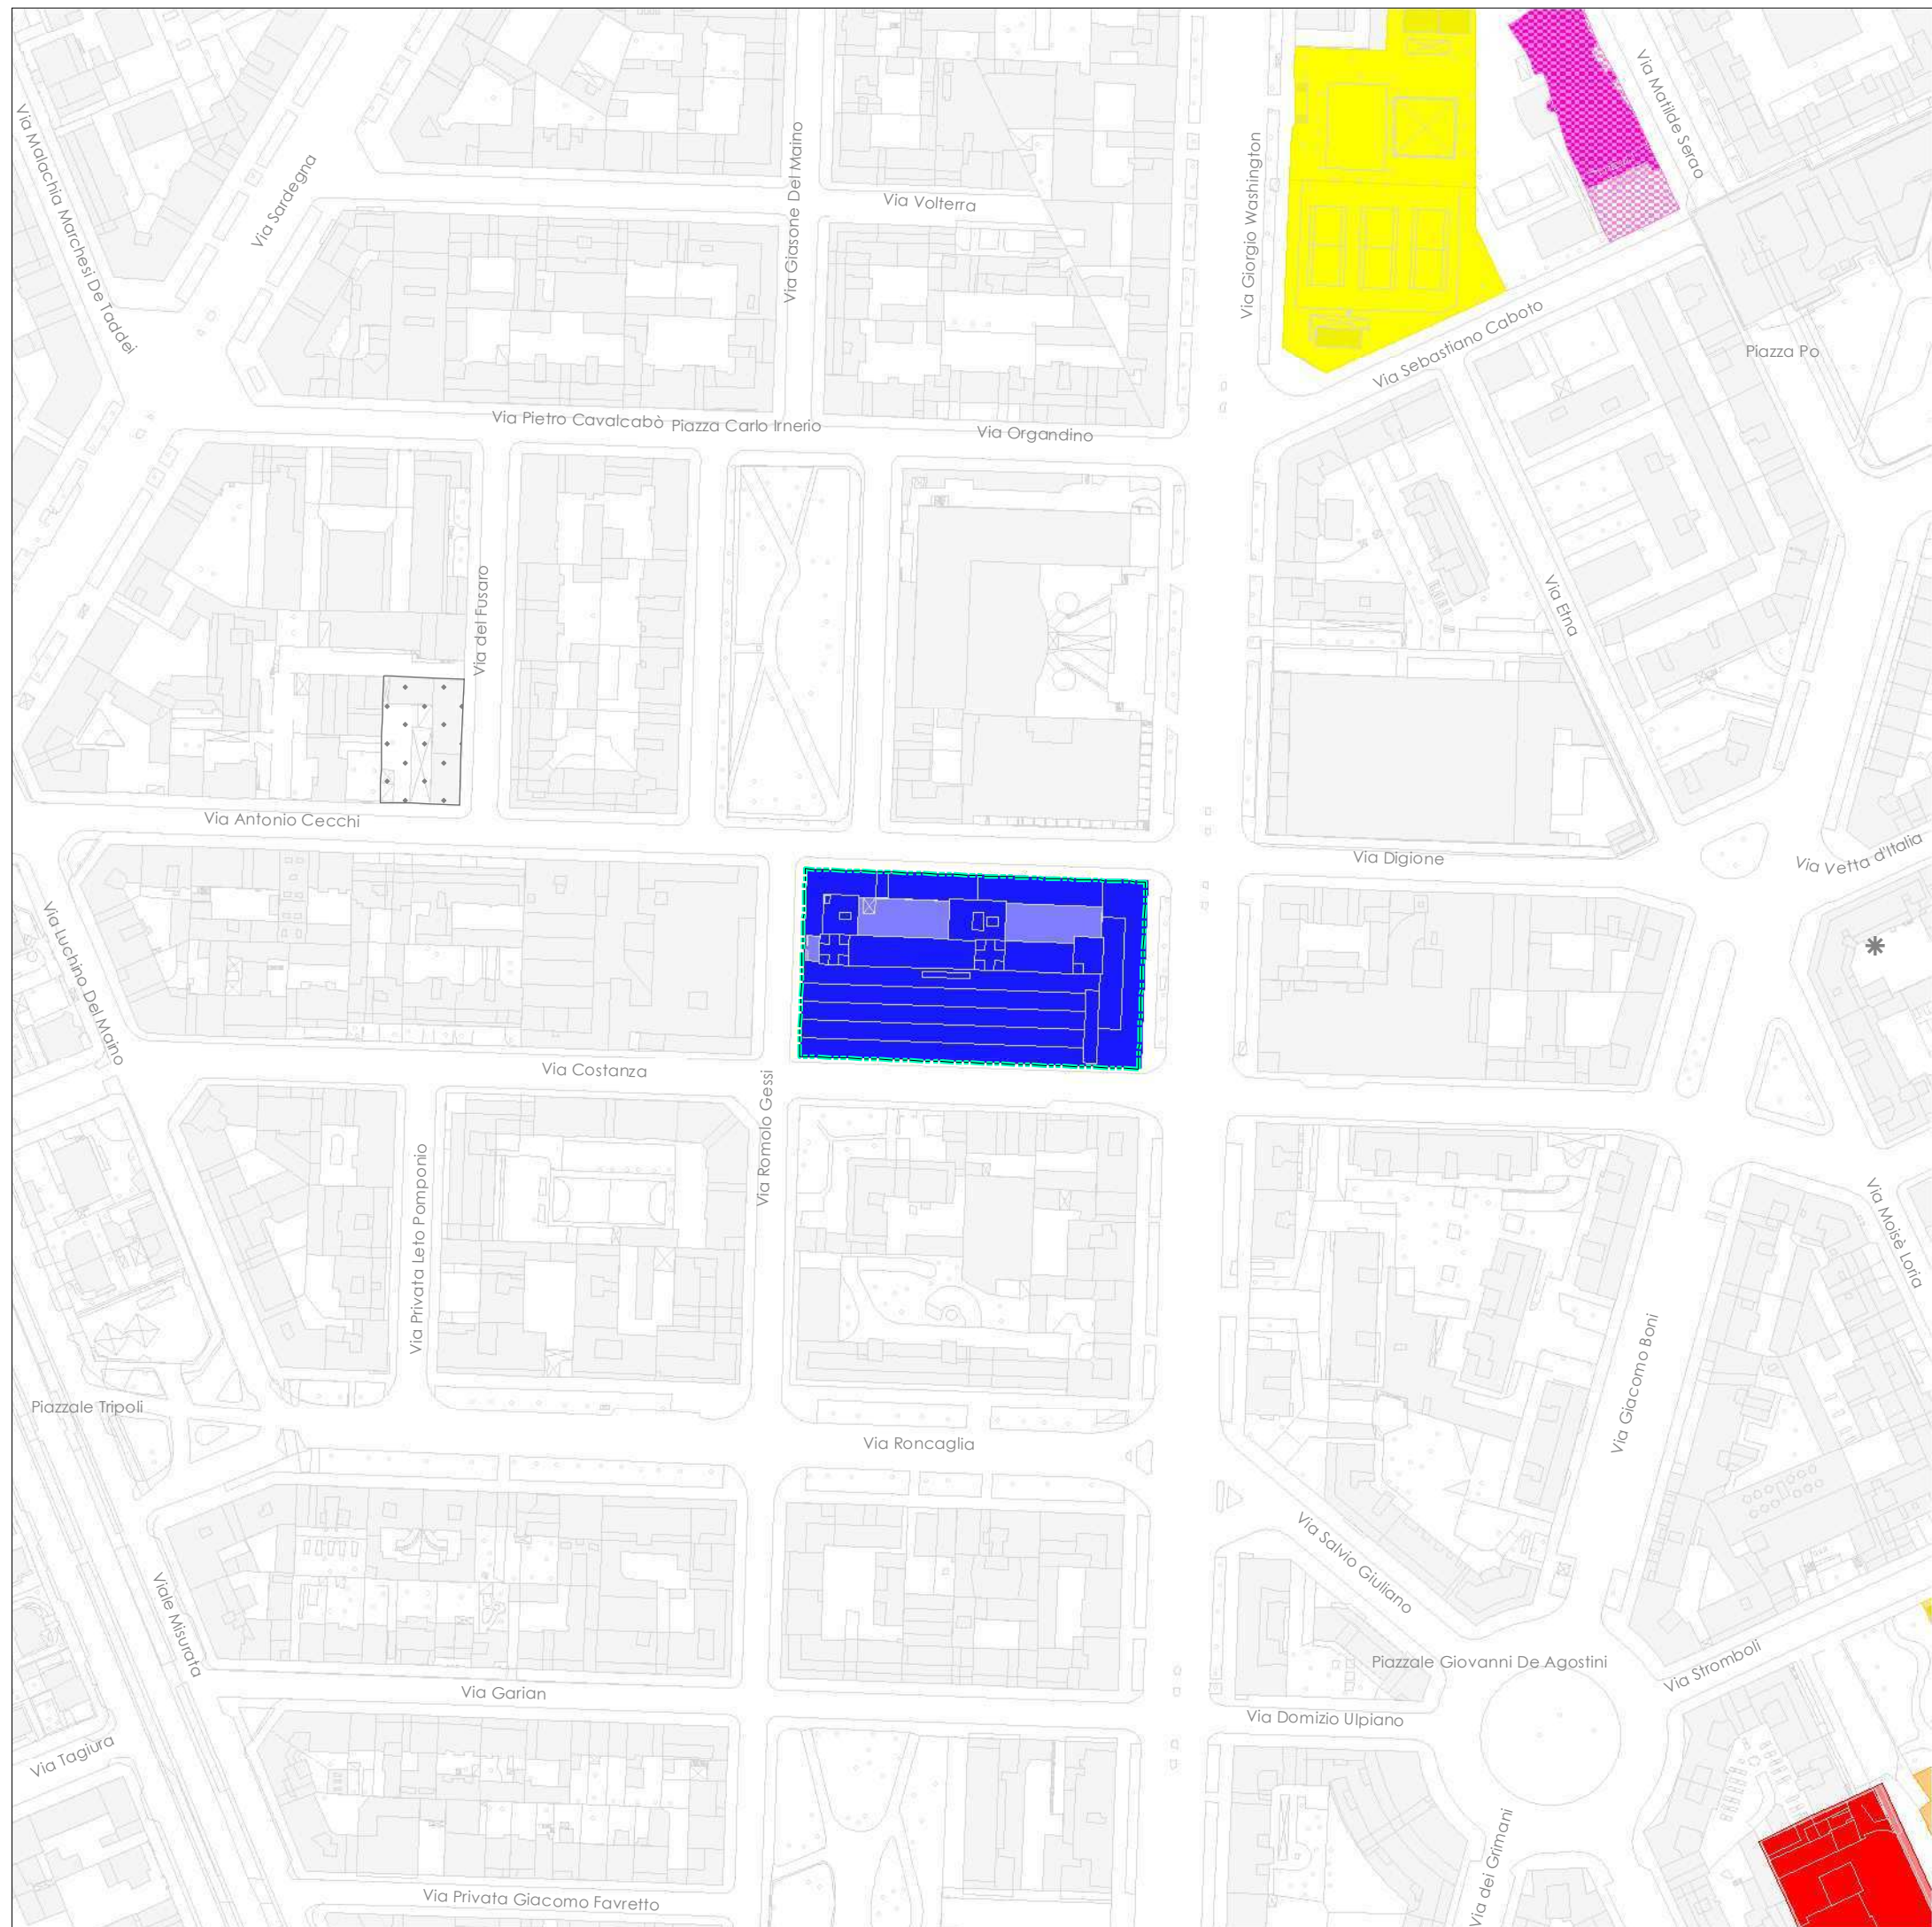 Via Malachia Marchesi De Taddei
Via Sardegna
Via Giasone Del Maino
Via Volterra
Via Giorgio Washington
Via Matilde Serao
Via Sebastiano Caboto
Piazza Po
Via Pietro Cavalcabò
Piazza Carlo Irnerio
Via Organdino
Via del Fusaro
Via Etna
Via Antonio Cecchi
Via Digione
Via Vetta d'Italia
Via Luchino Del Maino
Via Costanza
Via Romolo Gessi
Via Privata Leto Pomponio
Via Moisè Loria
Via Giacomo Boni
Piazzale Tripoli
Via Roncaglia
Via Salvio Giuliano
Viale Misurata
Piazzale Giovanni De Agostini
Via Stromboli
Via Garian
Via Domizio Ulpiano
Via Tagiura
Via dei Grimani
Via Privata Giacomo Favretto